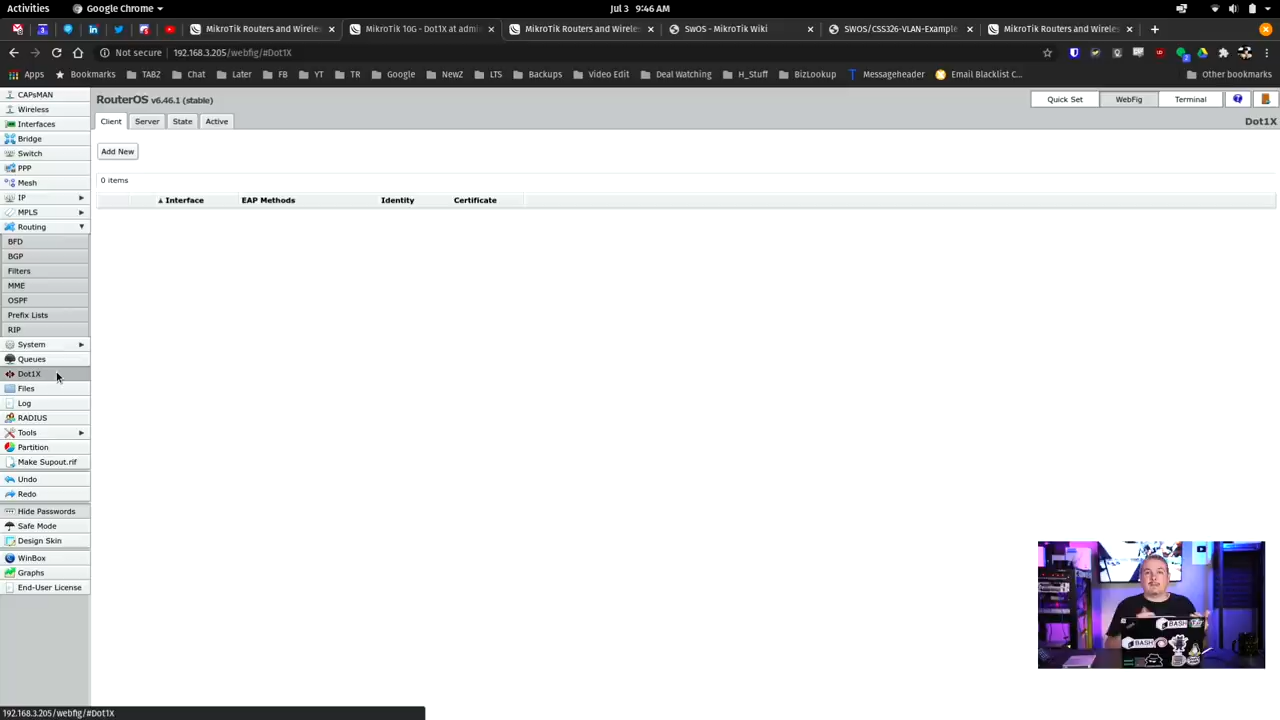 Activities
Google Chrome
Jul 3 9:46 AM
MikroTik Routers and Wireles
MikroTik 10G - Dot1X at admi
MikroTik Routers and Wireles
SwOS - MikroTik Wiki
SWOS/CSS326-VLAN-Example
MikroTik Routers and Wireles
Not secure
192.168.3.205/webfig/#Dot1X
Apps
Bookmarks
TABZ
Chat
Later
FB
YT
TR
Google
NewZ
LTS
Backups
Video Edit
Deal Watching
H_Stuff
BizLookup
Messageheader
Email Blacklist C...
Other bookmarks
CAPsMAN
Wireless
Interfaces
Bridge
Switch
PPP
Mesh
IP
MPLS
Routing
BFD
BGP
Filters
MME
OSPF
Prefix Lists
RIP
System
Queues
Dot1X
Files
Log
RADIUS
Tools
Partition
Make Supout.rif
Undo
Redo
Hide Passwords
Safe Mode
Design Skin
WinBox
Graphs
End-User License
RouterOS v6.46.1 (stable)
Quick Set
WebFig
Terminal
Client
Server
State
Active
Dot1X
Add New
0 items
Interface
EAP Methods
Identity
Certificate
BASH
BASH
192.168.3.205/webfig/#Dot1X